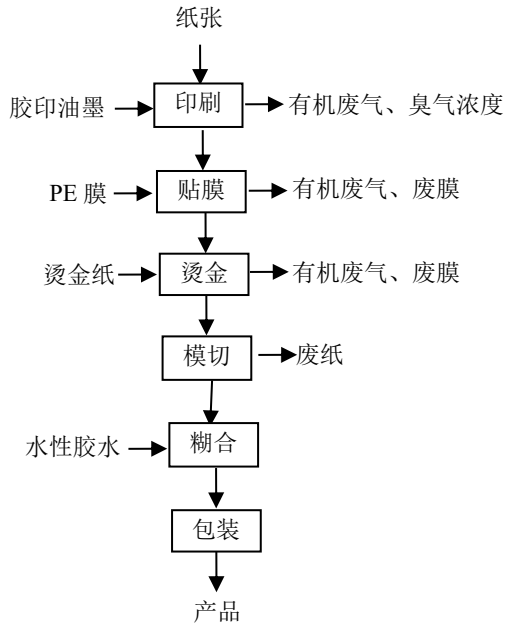 纸张
胶印油墨 印刷 有机废气、臭气浓度
PE 膜 贴膜 有机废气、废膜
烫金纸 烫金 有机废气、废膜
模切 废纸
水性胶水 糊合
包装
产品